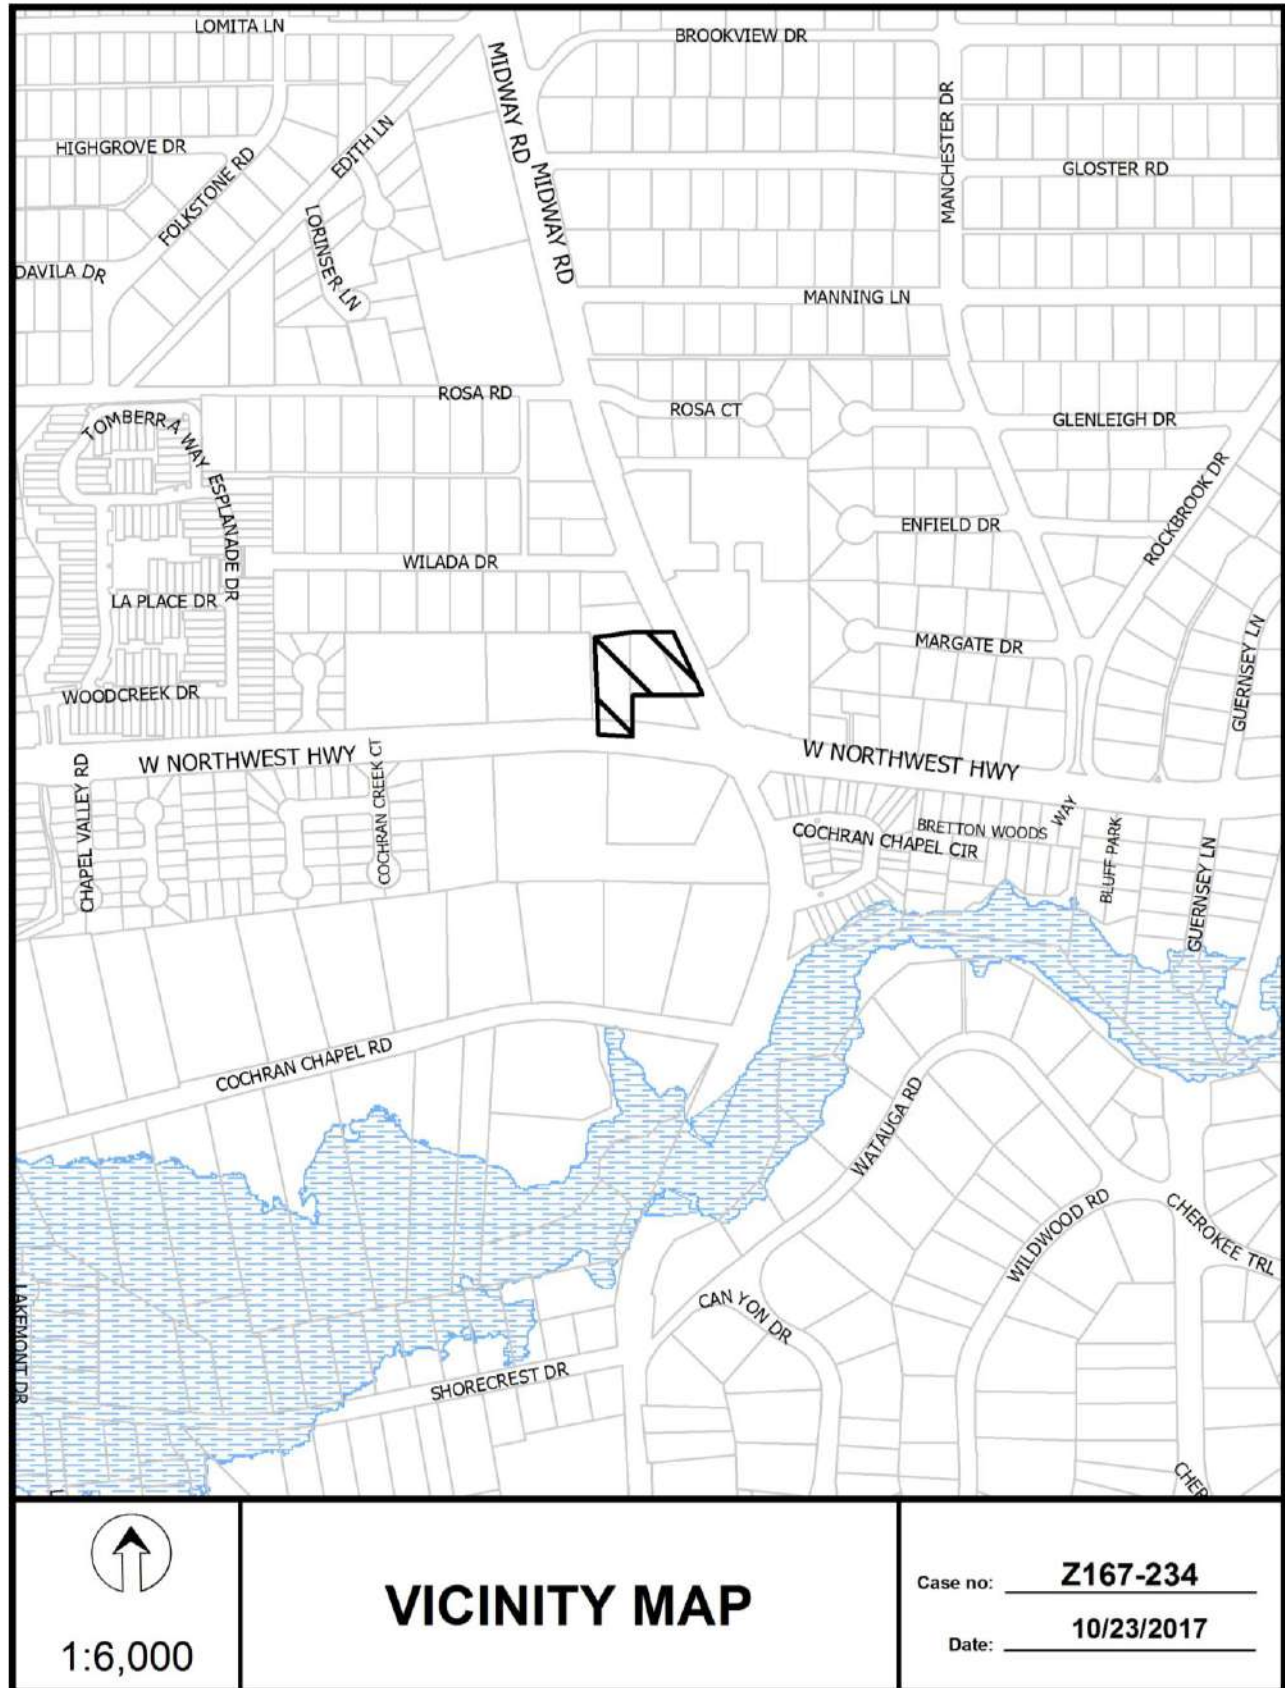 LOMITA LN
BROOKVIEW DR
MIDWAY RD
MANCHESTER DR
HIGHGROVE DR
EDITH LN
FOLKSTONE RD
MIDWAY RD
GLOSTER RD
LORINSER LN
DAVILA DR
MANNING LN
ROSA RD
ROSA CT
GLENLEIGH DR
TOMBERRA WAY
ESPLANADE DR
ROCKBROOK DR
ENFIELD DR
WILADA DR
LA PLACE DR
MARGATE DR
GUERNSEY LN
WOODCREEK DR
W NORTHWEST HWY
W NORTHWEST HWY
CHAPEL VALLEY RD
COCHRAN CREEK CT
COCHRAN CHAPEL CIR
BRETTON WOODS WAY
BLUFF PARK
GUERNSEY LN
COCHRAN CHAPEL RD
WATAUGA RD
WILDWOOD RD
CHEROKEE TRL
LAKEMONT DR
CAN YON DR
SHORECREST DR
CHER
L
1:6,000
VICINITY MAP
Case no: Z167-234
Date: 10/23/2017